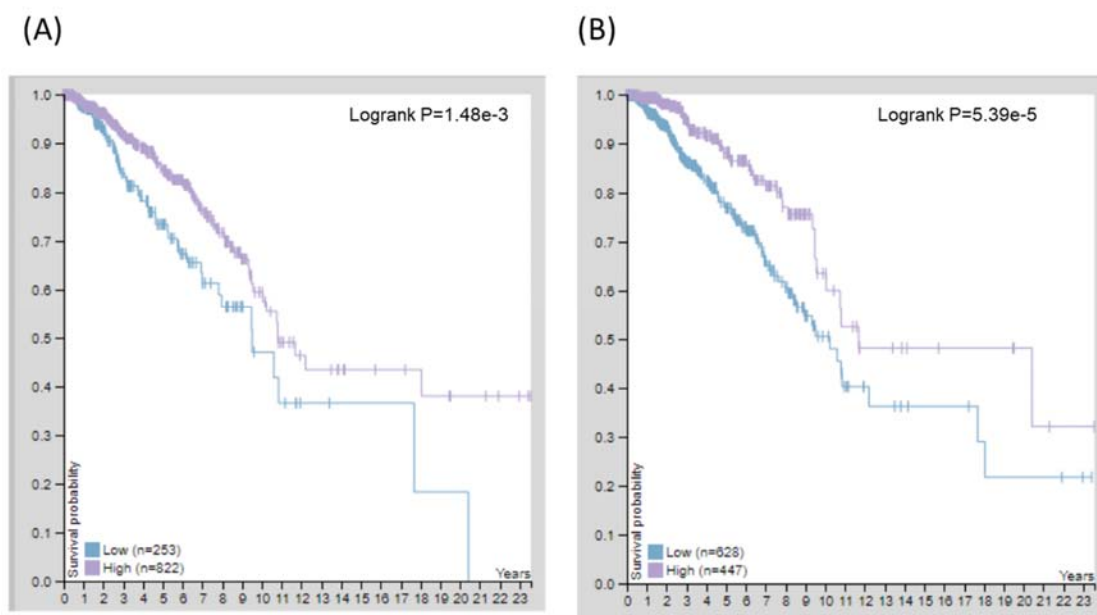 (A)
Logrank P=1.48e-3
1.0
0.9
0.8
0.7
0.6
0.5
0.4
0.3
0.2
0.1
0.0
Survival probability
Low (n=253)
High (n=822)
Years
0 1 2 3 4 5 6 7 8 9 10 11 12 13 14 15 16 17 18 19 20 21 22 23
(B)
Logrank P=5.39e-5
1.0
0.9
0.8
0.7
0.6
0.5
0.4
0.3
0.2
0.1
0.0
Survival probability
Low (n=628)
High (n=447)
Years
0 1 2 3 4 5 6 7 8 9 10 11 12 13 14 15 16 17 18 19 20 21 22 23